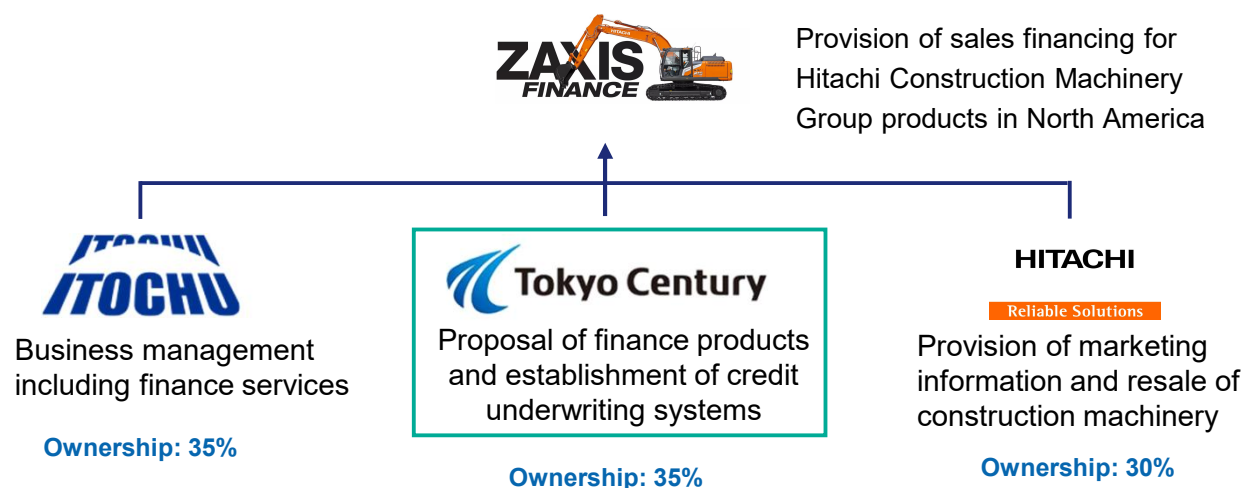 ZAXIS
FINANCE
HITACHI
Provision of sales financing for
Hitachi Construction Machinery
Group products in North America
ITOCHU
ITOCHU
Business management
including finance services
Ownership: 35%
Tokyo Century
Proposal of finance products
and establishment of credit
underwriting systems
Ownership: 35%
HITACHI
Reliable Solutions
Provision of marketing
information and resale of
construction machinery
Ownership: 30%